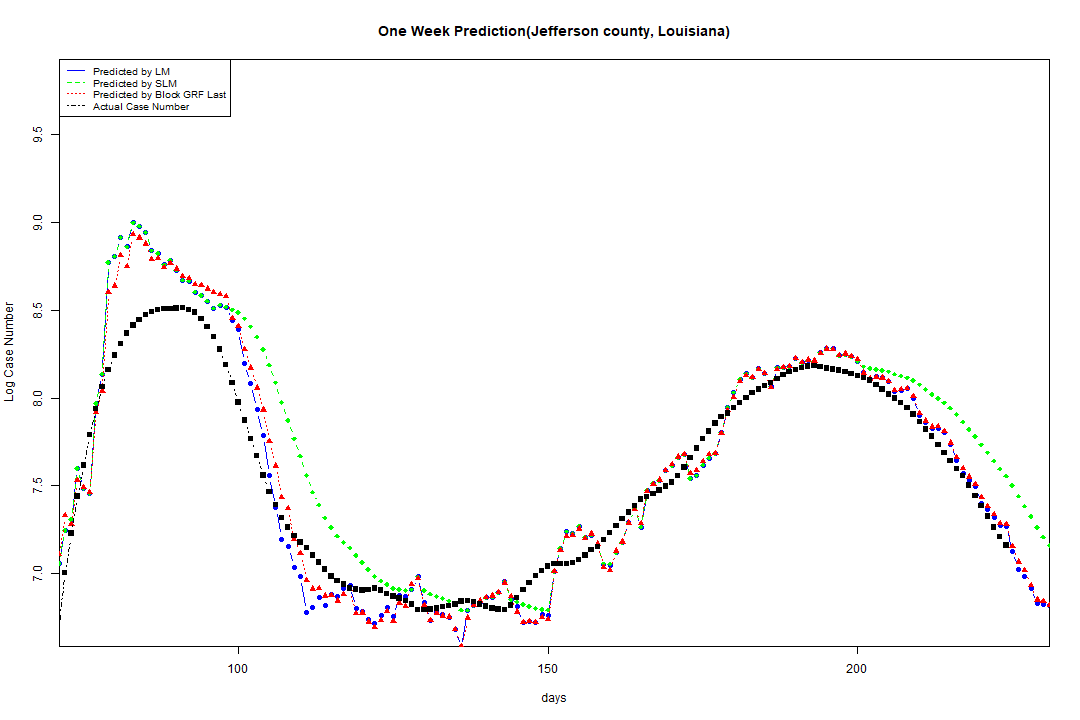 One Week Prediction(Jefferson county, Louisiana)
Predicted by LM
Predicted by SLM
Predicted by Block GRF Last
Actual Case Number
9.5
9.0
8.5
8.0
7.5
7.0
Log Case Number
100 150 200
days